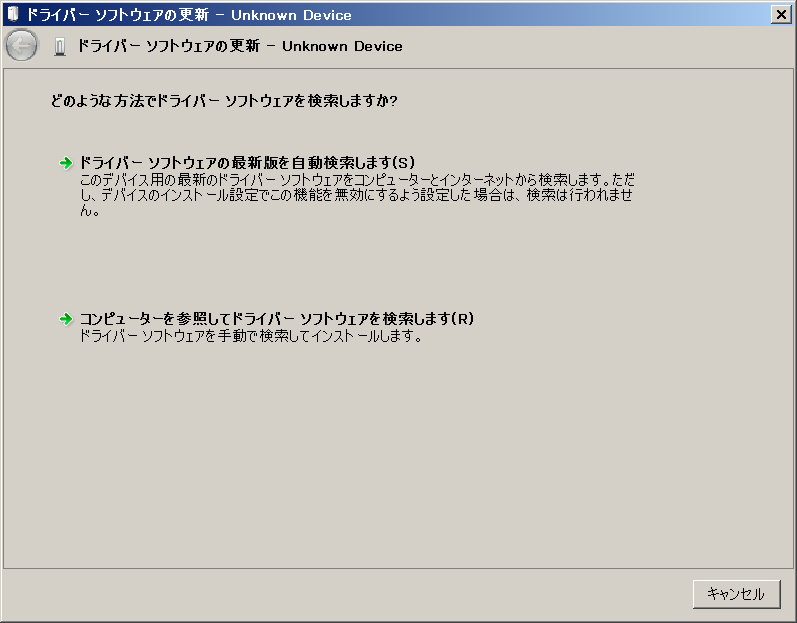 ドライバー ソフトウェアの更新 - Unknown Device
ドライバー ソフトウェアの更新 - Unknown Device
どのような方法でドライバー ソフトウェアを検索しますか?
ドライバー ソフトウェアの最新版を自動検索します(S)
このデバイス用の最新のドライバー ソフトウェアをコンピューターとインターネットから検索します。ただ
し、デバイスのインストール設定でこの機能を無効にするよう設定した場合は、検索は行われませ
ん。
コンピューターを参照してドライバー ソフトウェアを検索します(R)
ドライバー ソフトウェアを手動で検索してインストールします。
キャンセル